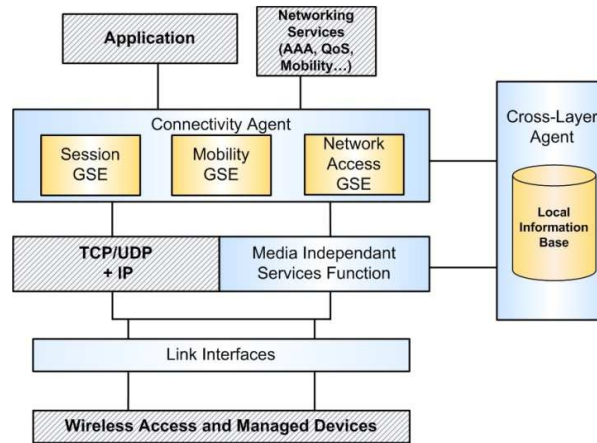 Application
Networking
Services
(AAA, QoS,
Mobility...)
Connectivity Agent
Session
GSE
Mobility
GSE
Network
Access
GSE
Cross-Layer
Agent
Local
Information
Base
TCP/UDP
+ IP
Media Independant
Services Function
Link Interfaces
Wireless Access and Managed Devices